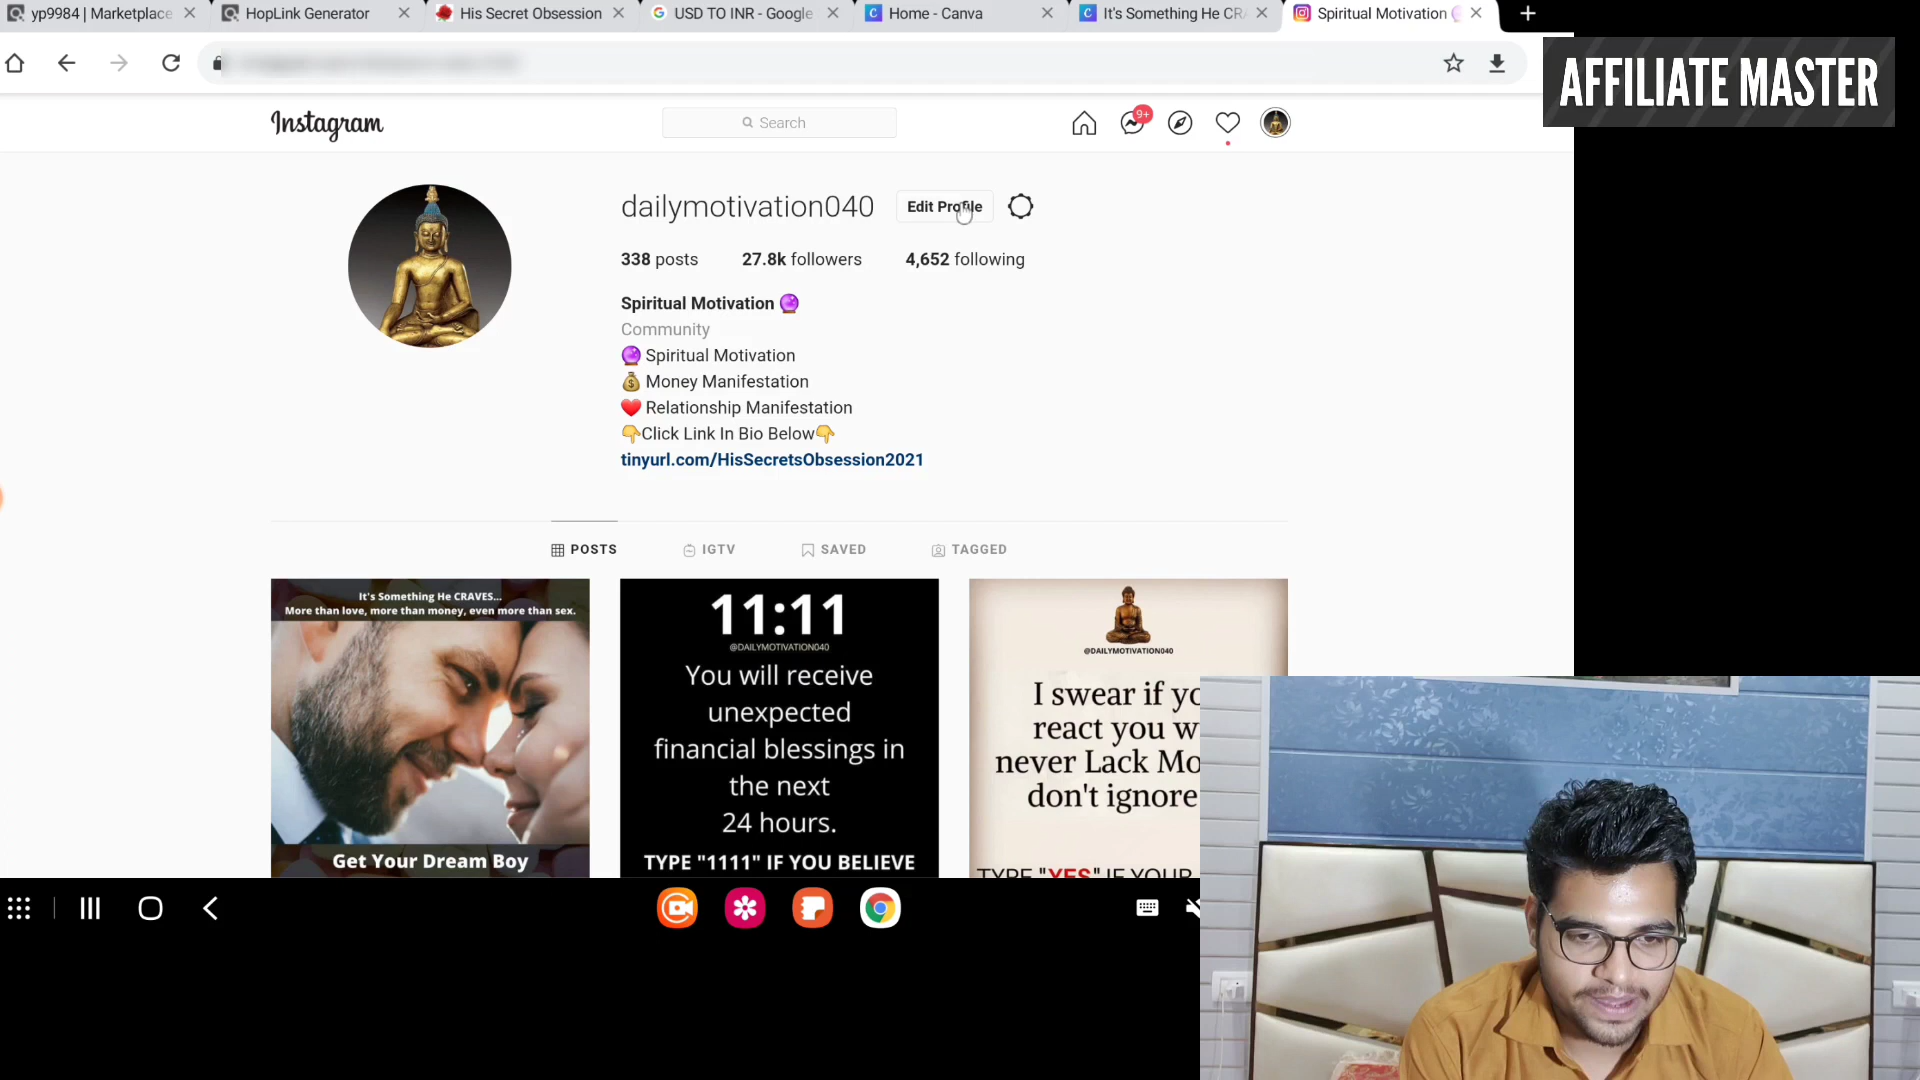 yp9984 | Marketplace
HopLink Generator
His Secret Obsession
USD TO INR - Google
Home - Canva
It's Something He CRA
Spiritual Motivation
AFFILIATE MASTER
Instagram
Search
9+
dailymotivation040
Edit Profile
338 posts
27.8k followers
4,652 following
Spiritual Motivation 🔮
Community
🔮 Spiritual Motivation
💰 Money Manifestation
❤️ Relationship Manifestation
👇Click Link In Bio Below👇
tinyurl.com/HisSecretsObsession2021
POSTS
IGTV
SAVED
TAGGED
It's Something He CRAVES...
More than love, more than money, even more than sex.
Get Your Dream Boy
11:11
@DAILYMOTIVATION040
You will receive
unexpected
financial blessings in
the next
24 hours.
TYPE "1111" IF YOU BELIEVE
@DAILYMOTIVATION040
I swear if yo
react you w
never Lack Mo
don't ignore
TYPE "YES" IF YOUR